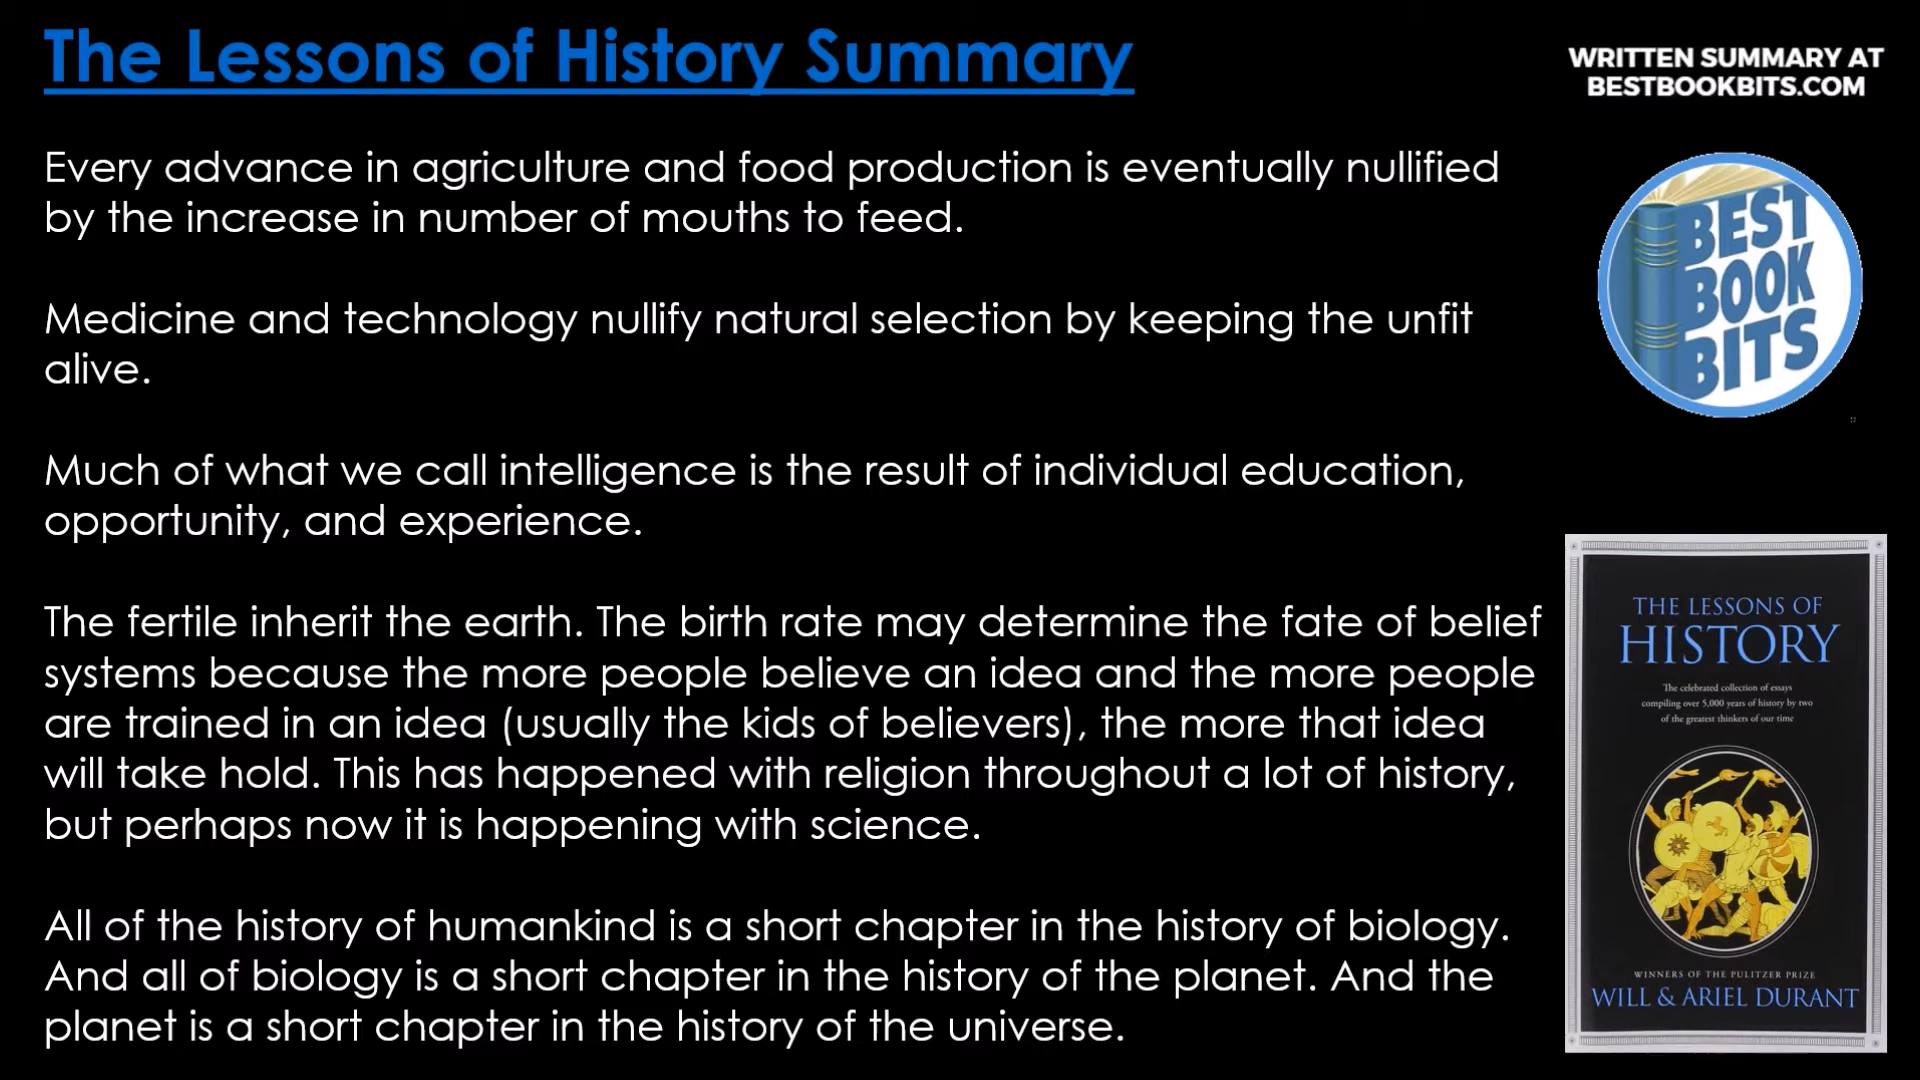 The Lessons of History Summary
WRITTEN SUMMARY AT
BESTBOOKBITS.COM
Every advance in agriculture and food production is eventually nullified
by the increase in number of mouths to feed.
Medicine and technology nullify natural selection by keeping the unfit
alive.
Much of what we call intelligence is the result of individual education,
opportunity, and experience.
The fertile inherit the earth. The birth rate may determine the fate of belief
systems because the more people believe an idea and the more people
are trained in an idea (usually the kids of believers), the more that idea
will take hold. This has happened with religion throughout a lot of history,
but perhaps now it is happening with science.
All of the history of humankind is a short chapter in the history of biology.
And all of biology is a short chapter in the history of the planet. And the
planet is a short chapter in the history of the universe.
BEST
BOOK
BITS
THE LESSONS OF
HISTORY
The celebrated collection of essays
compiling over 5,000 years of history by two
of the greatest thinkers of our time
WINNERS OF THE PULITZER PRIZE
WILL & ARIEL DURANT